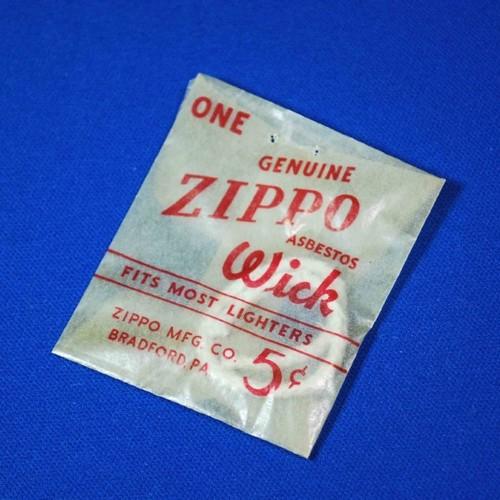 ONE
GENUINE
ZIPPO
ASBESTOS
Wick
FITS MOST LIGHTERS
ZIPPO MFG. CO.
BRADFORD, PA.
5¢